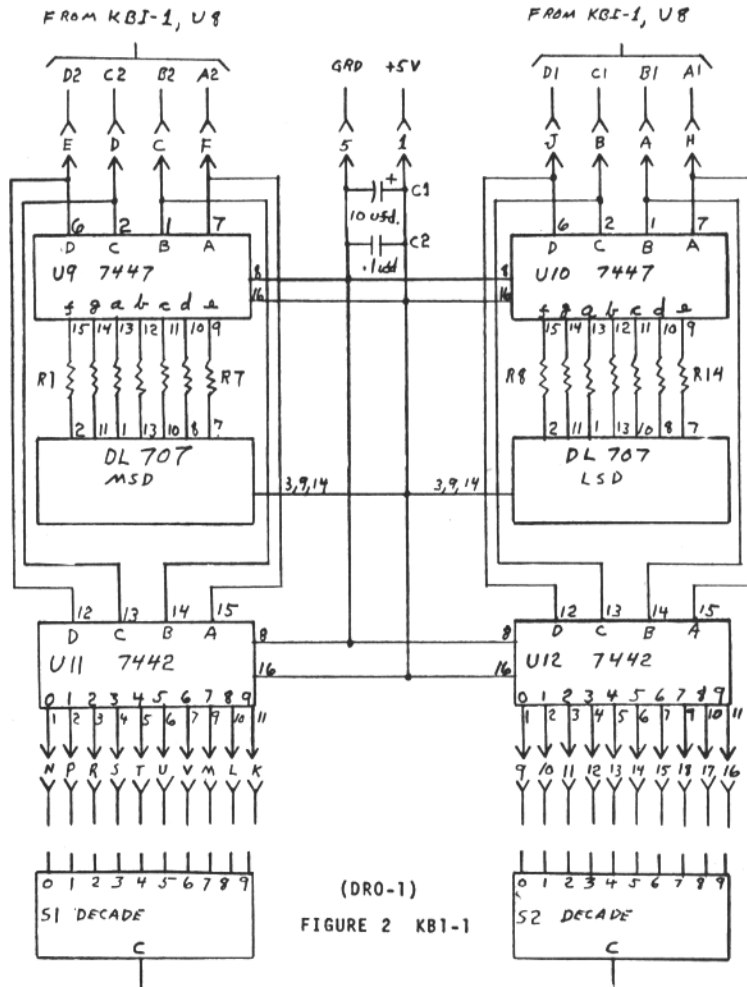 FROM KBI-1, U8 FROM KBI-1, U8
D2 C2 B2 A2 GRD +5V D1 C1 B1 A1
E D C F 5 1 J B A H
+ C1
10 ufd.
6 2 1 7 C2 6 2 1 7
D C B A .1 ufd D C B A
U9 7447 8 8 U10 7447
16 16
f g a b c d e f g a b c d e
15 14 13 12 11 10 9 15 14 13 12 11 10 9
R1 R7 R8 R14
2 11 1 13 10 8 7 2 11 1 13 10 8 7
DL 707 DL 707
MSD 3,9,14 3,9,14 LSD
12 13 14 15 12 13 14 15
D C B A 8 8 D C B A
U11 7442 16 16 U12 7442
0 1 2 3 4 5 6 7 8 9 0 1 2 3 4 5 6 7 8 9
1 2 3 4 5 6 7 9 10 11 1 2 3 4 5 6 7 9 10 11
N P R S T U V M L K 9 10 11 12 13 14 15 18 17 16
0 1 2 3 4 5 6 7 8 9 0 1 2 3 4 5 6 7 8 9
S1 DECADE (DRO-1) S2 DECADE
FIGURE 2 KB1-1
C C